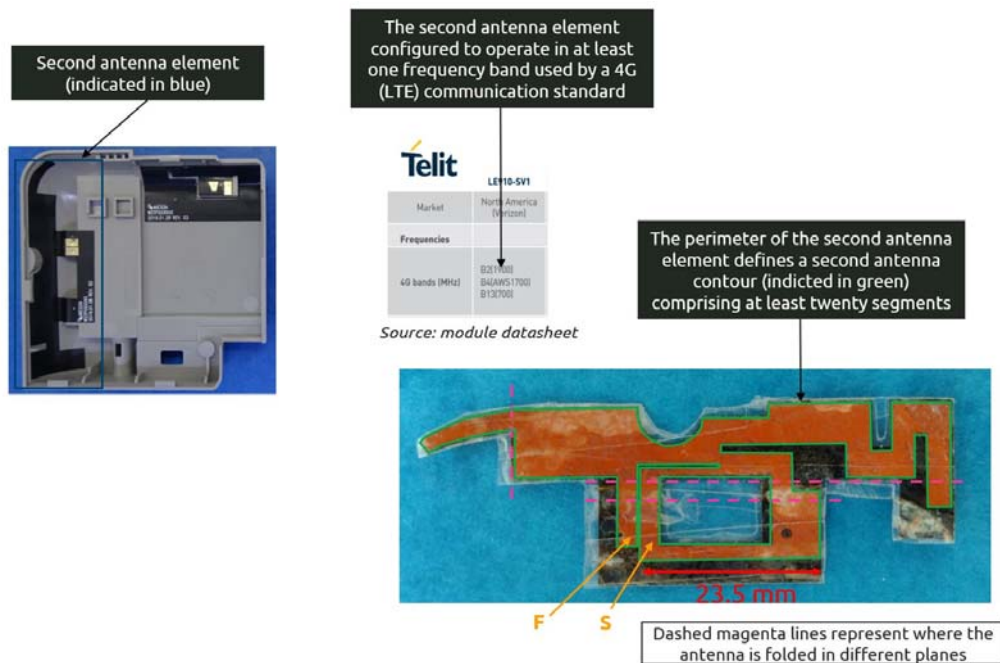 Second antenna element
(indicated in blue)
The second antenna element
configured to operate in at least
one frequency band used by a 4G
(LTE) communication standard
Telit
LE910-SV1
Market
North America
(Verizon)
Frequencies
4G bands (MHz)
B2(1900)
B4(AWS1700)
B13(700)
Source: module datasheet
The perimeter of the second antenna
element defines a second antenna
contour (indicted in green)
comprising at least twenty segments
F
S
23.5 mm
Dashed magenta lines represent where the
antenna is folded in different planes